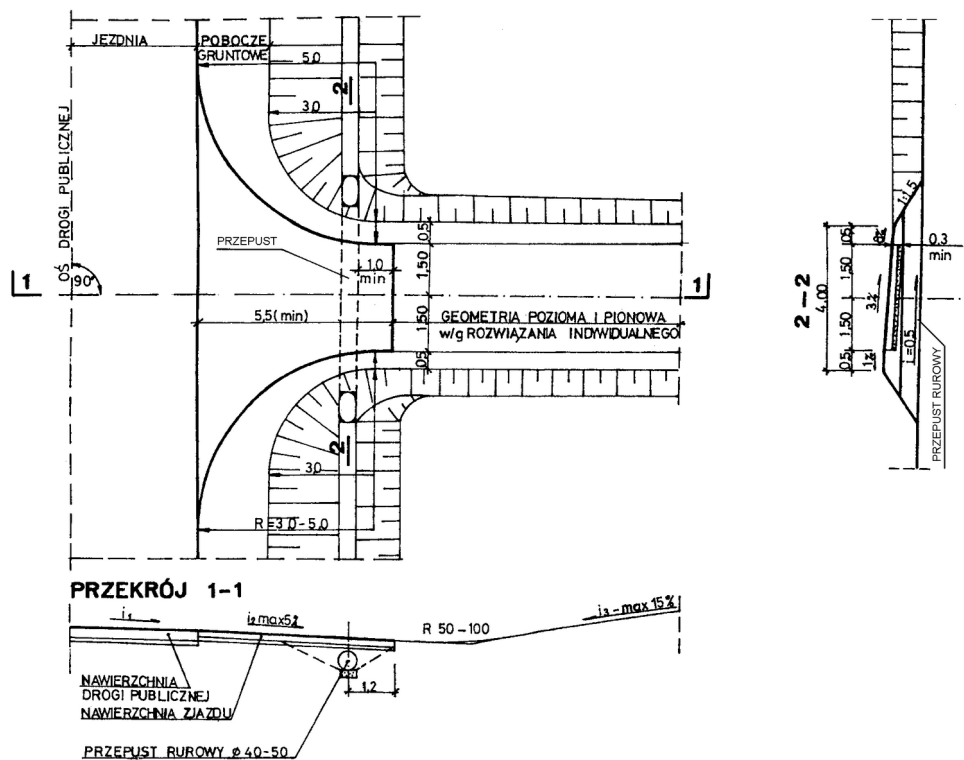 JEZDNIA
POBOCZE
GRUNTOWE
5.0
2
3.0
OŚ DROGI PUBLICZNEJ
90°
PRZEPUST
1,0
min
0.5
1.50
1
1
5,5 (min)
GEOMETRIA POZIOMA I PIONOWA
w/g ROZWIĄZANIA INDYWIDUALNEGO
1.50
0.5
2
3.0
R=3.0-5.0
1:1,5
0.5
8%
0.3
min
1.50
3%
2-2
4.00
1.50
i=0.5
0.5
1%
PRZEPUST RUROWY
PRZEKRÓJ 1-1
i₁
i₂ max5%
R 50-100
i₃-max 15%
1,2
NAWIERZCHNIA
DROGI PUBLICZNEJ
NAWIERZCHNIA ZJAZDU
PRZEPUST RUROWY ø 40-50